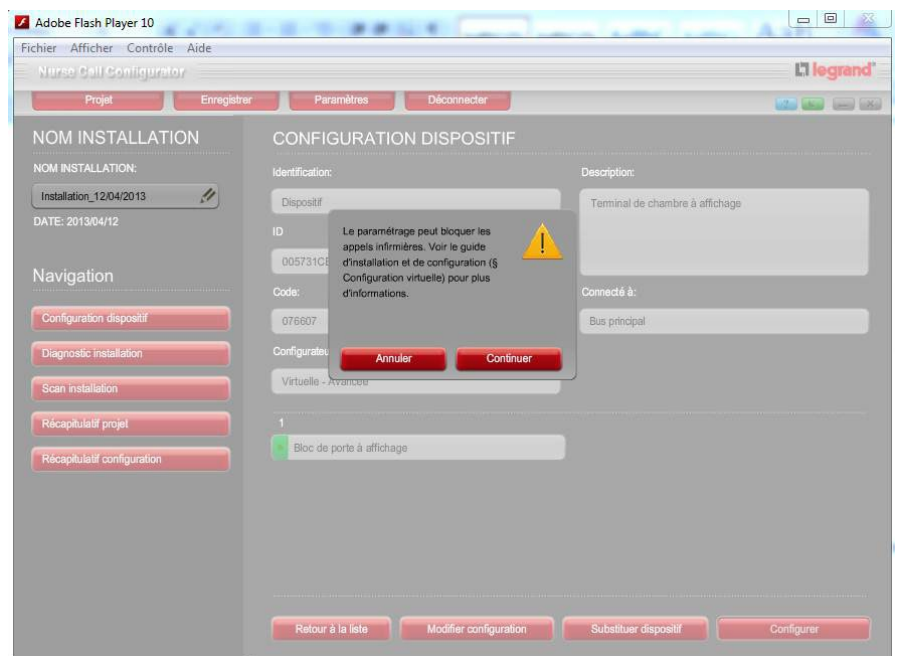 Adobe Flash Player 10
Fichier Afficher Contrôle Aide
Nurse Call Configurator
legrand
Projet Enregistrer Paramètres Déconnecter
NOM INSTALLATION
NOM INSTALLATION:
Installation_12/04/2013
DATE: 2013/04/12
Navigation
Configuration dispositif
Diagnostic installation
Scan installation
Récapitulatif projet
Récapitulatif configuration
CONFIGURATION DISPOSITIF
Identification:
Dispositif
ID
005731CE
Code:
076607
Configurateu
Virtuelle - Avancée
Description:
Terminal de chambre à affichage
Connecté à:
Bus principal
Le paramétrage peut bloquer les
appels infirmières. Voir le guide
d'installation et de configuration (§
Configuration virtuelle) pour plus
d'informations.
Annuler Continuer
1
Bloc de porte à affichage
Retour à la liste Modifier configuration Substituer dispositif Configurer